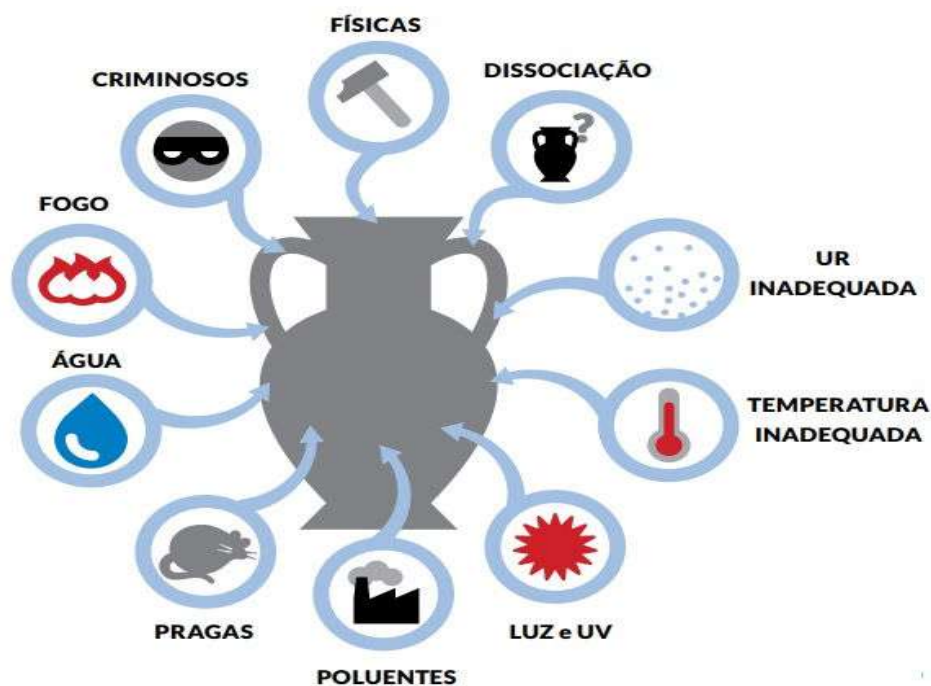 FÍSICAS
CRIMINOSOS
DISSOCIAÇÃO
FOGO
UR
INADEQUADA
ÁGUA
TEMPERATURA
INADEQUADA
PRAGAS
LUZ e UV
POLUENTES
?